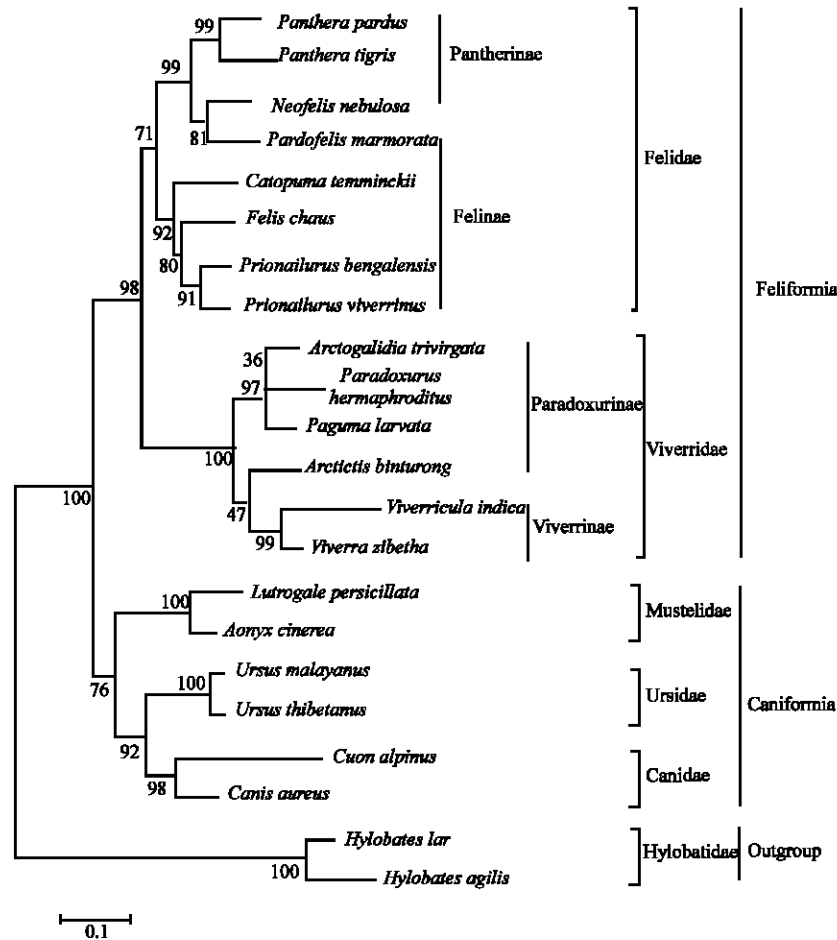 99
Panthera pardus
Panthera tigris
Pantherinae
99
Neofelis nebulosa
81
Pardofelis marmorata
71
Catopuma temminckii
Felidae
92
Felis chaus
Felinae
80
Prionailurus bengalensis
91
Prionailurus viverrinus
98
Feliformia
Arctogalidia trivirgata
36
Paradoxurus
hermaphroditus
97
Paradoxurinae
Paguma larvata
100
Arctictis binturong
Viverridae
47
Viverricula indica
Viverrinae
99
Viverra zibetha
100
Lutrogale persicillata
100
Mustelidae
Aonyx cinerea
76
Ursus malayanus
100
Ursidae
Ursus thibetanus
Caniformia
92
Cuon alpinus
98
Canidae
Canis aureus
Hylobates lar
100
Hylobatidae
Outgroup
Hylobates agilis
0.1